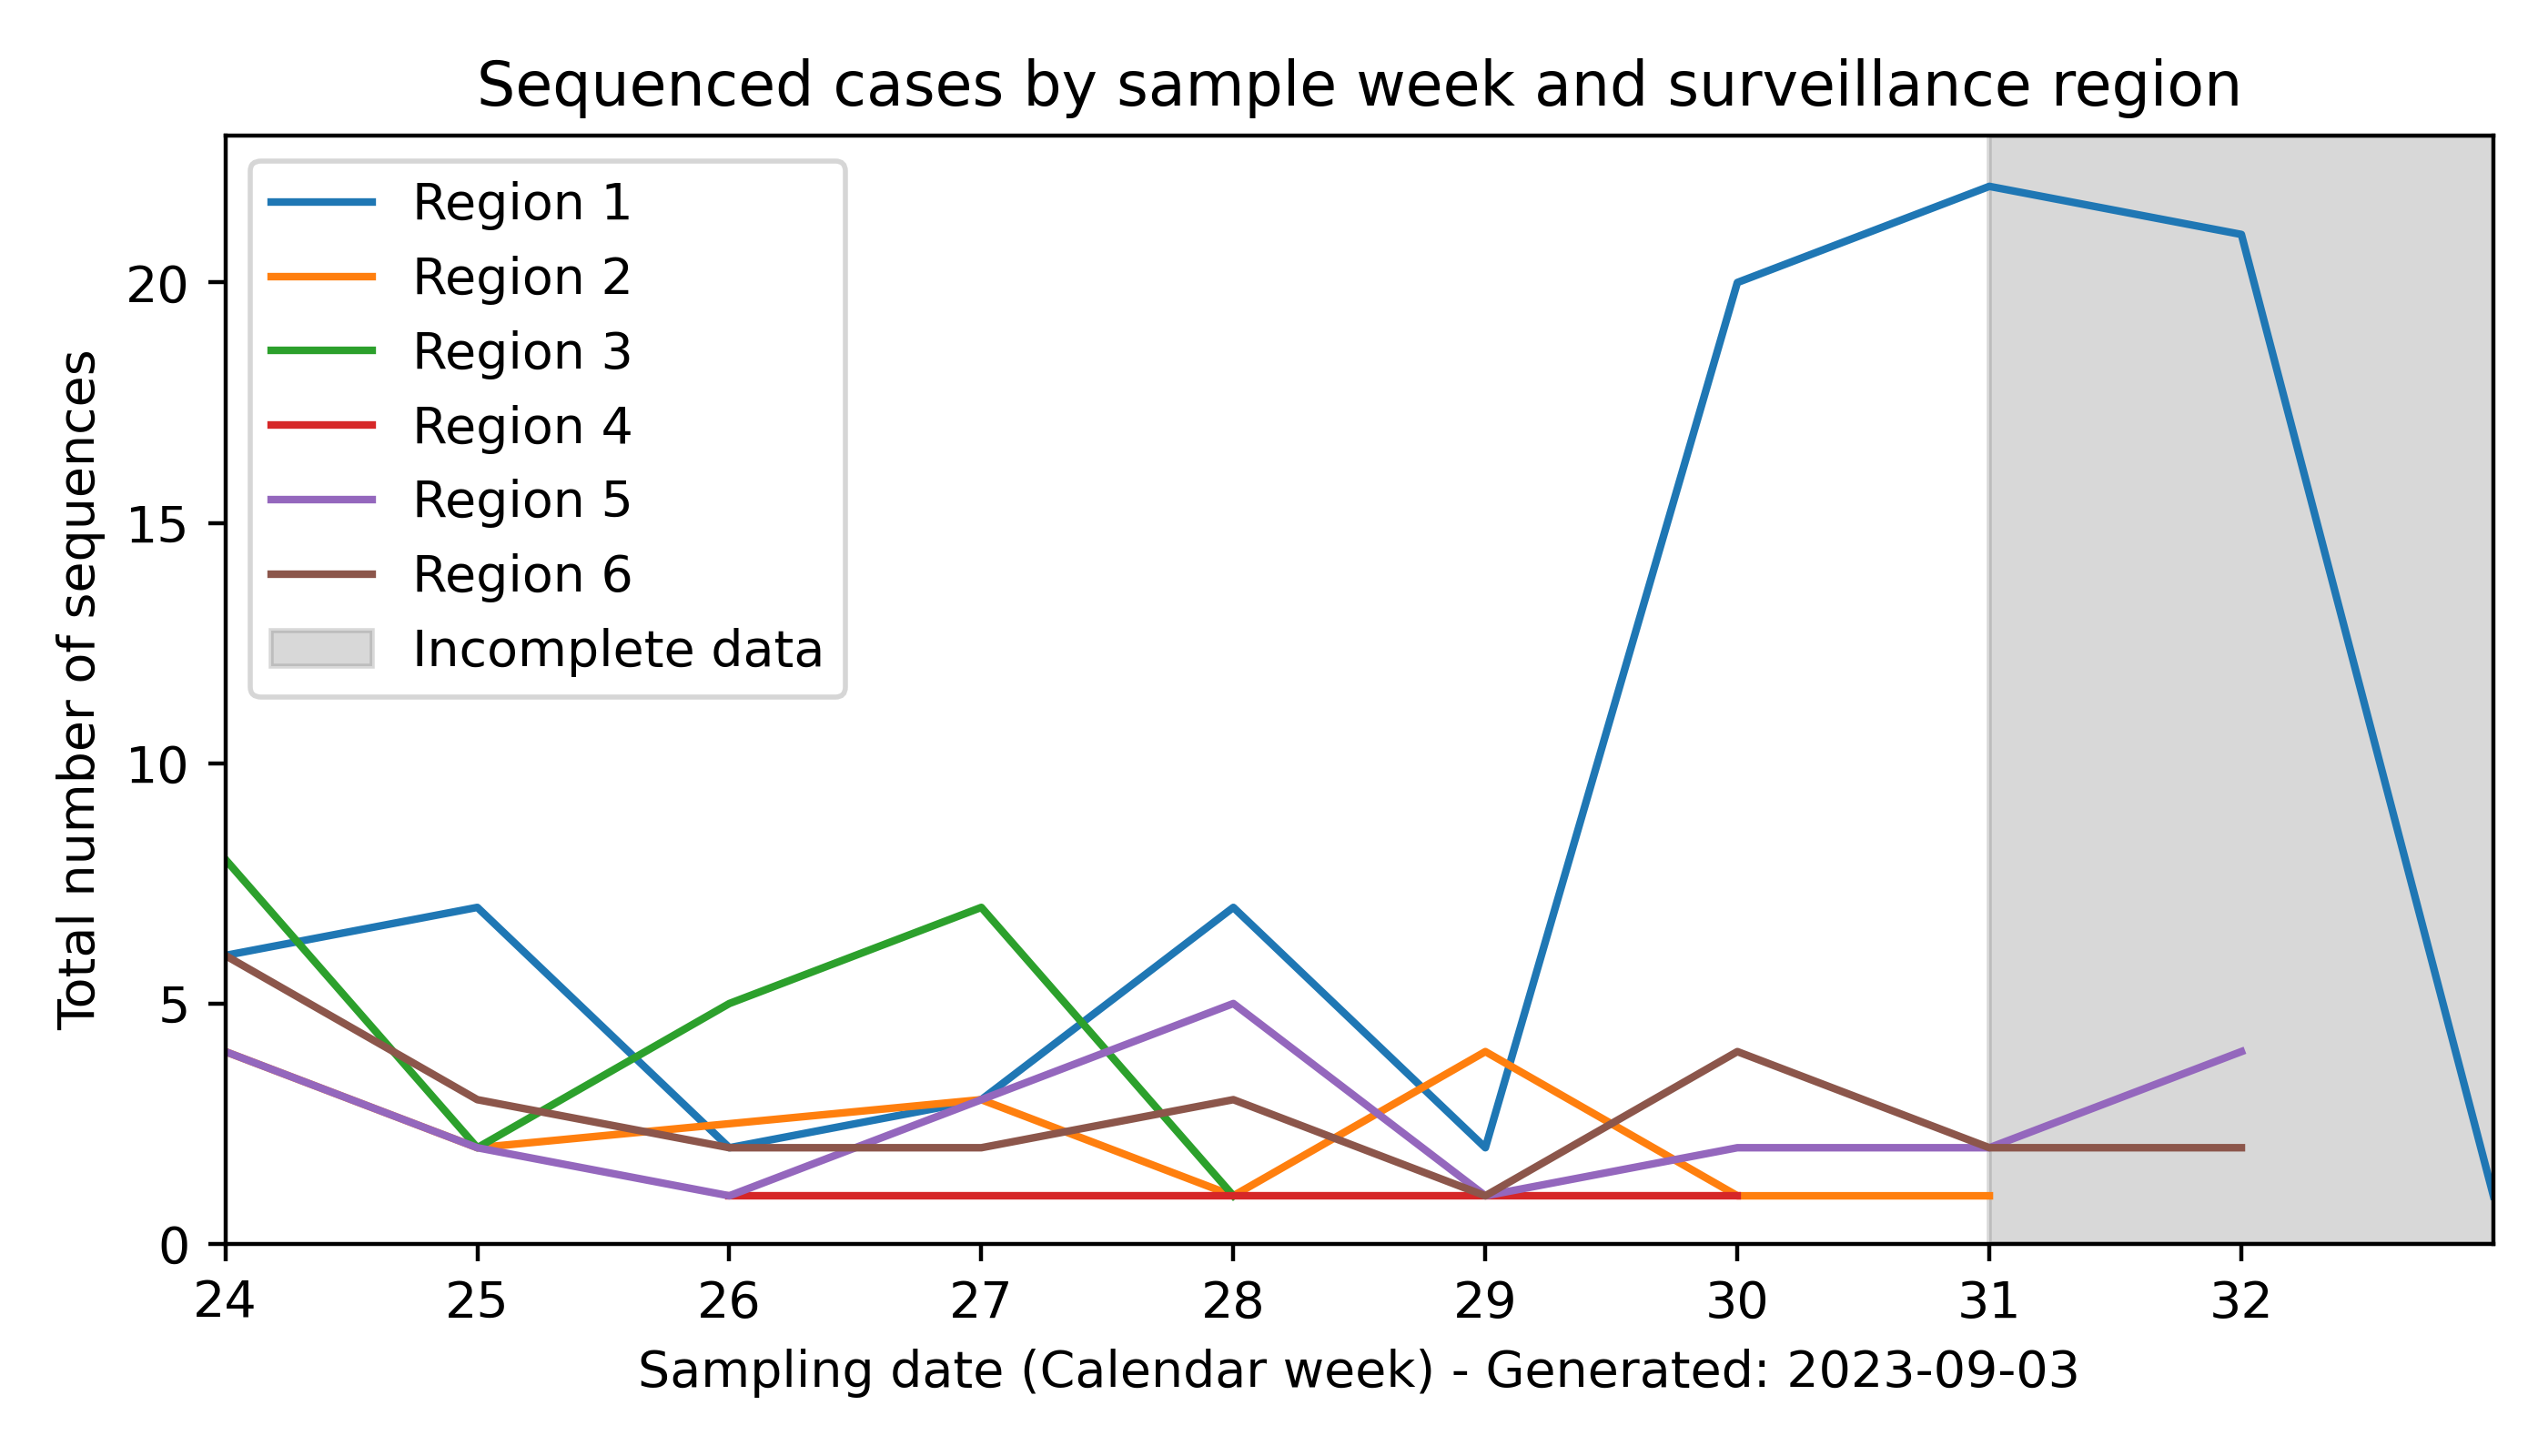 Sequenced cases by sample week and surveillance region
Region 1
Region 2
Region 3
Region 4
Region 5
Region 6
Incomplete data
Total number of sequences
20
15
10
5
0
24 25 26 27 28 29 30 31 32
Sampling date (Calendar week) - Generated: 2023-09-03